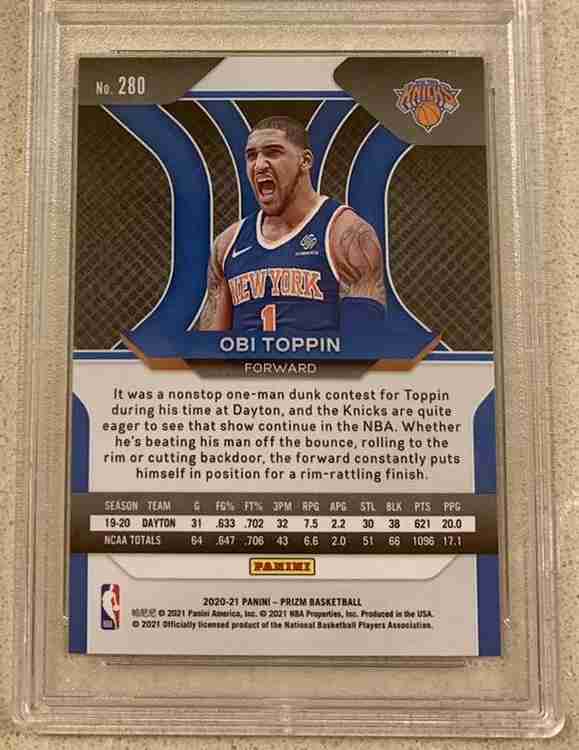 No. 280
NEW YORK
KNICKS
NEW YORK
1
OBI TOPPIN
FORWARD
It was a nonstop one-man dunk contest for Toppin
during his time at Dayton, and the Knicks are quite
eager to see that show continue in the NBA. Whether
he's beating his man off the bounce, rolling to the
rim or cutting backdoor, the forward constantly puts
himself in position for a rim-rattling finish.
SEASON TEAM G FG% FT% 3PM RPG APG STL BLK PTS PPG
19-20 DAYTON 31 .633 .702 32 7.5 2.2 30 38 621 20.0
NCAA TOTALS 64 .647 .706 43 6.6 2.0 51 66 1096 17.1
PANINI
2020-21 PANINI – PRIZM BASKETBALL
帕尼尼 © 2021 Panini America, Inc. © 2021 NBA Properties, Inc. Produced in the USA.
© 2021 Officially licensed product of the National Basketball Players Association.
NBA